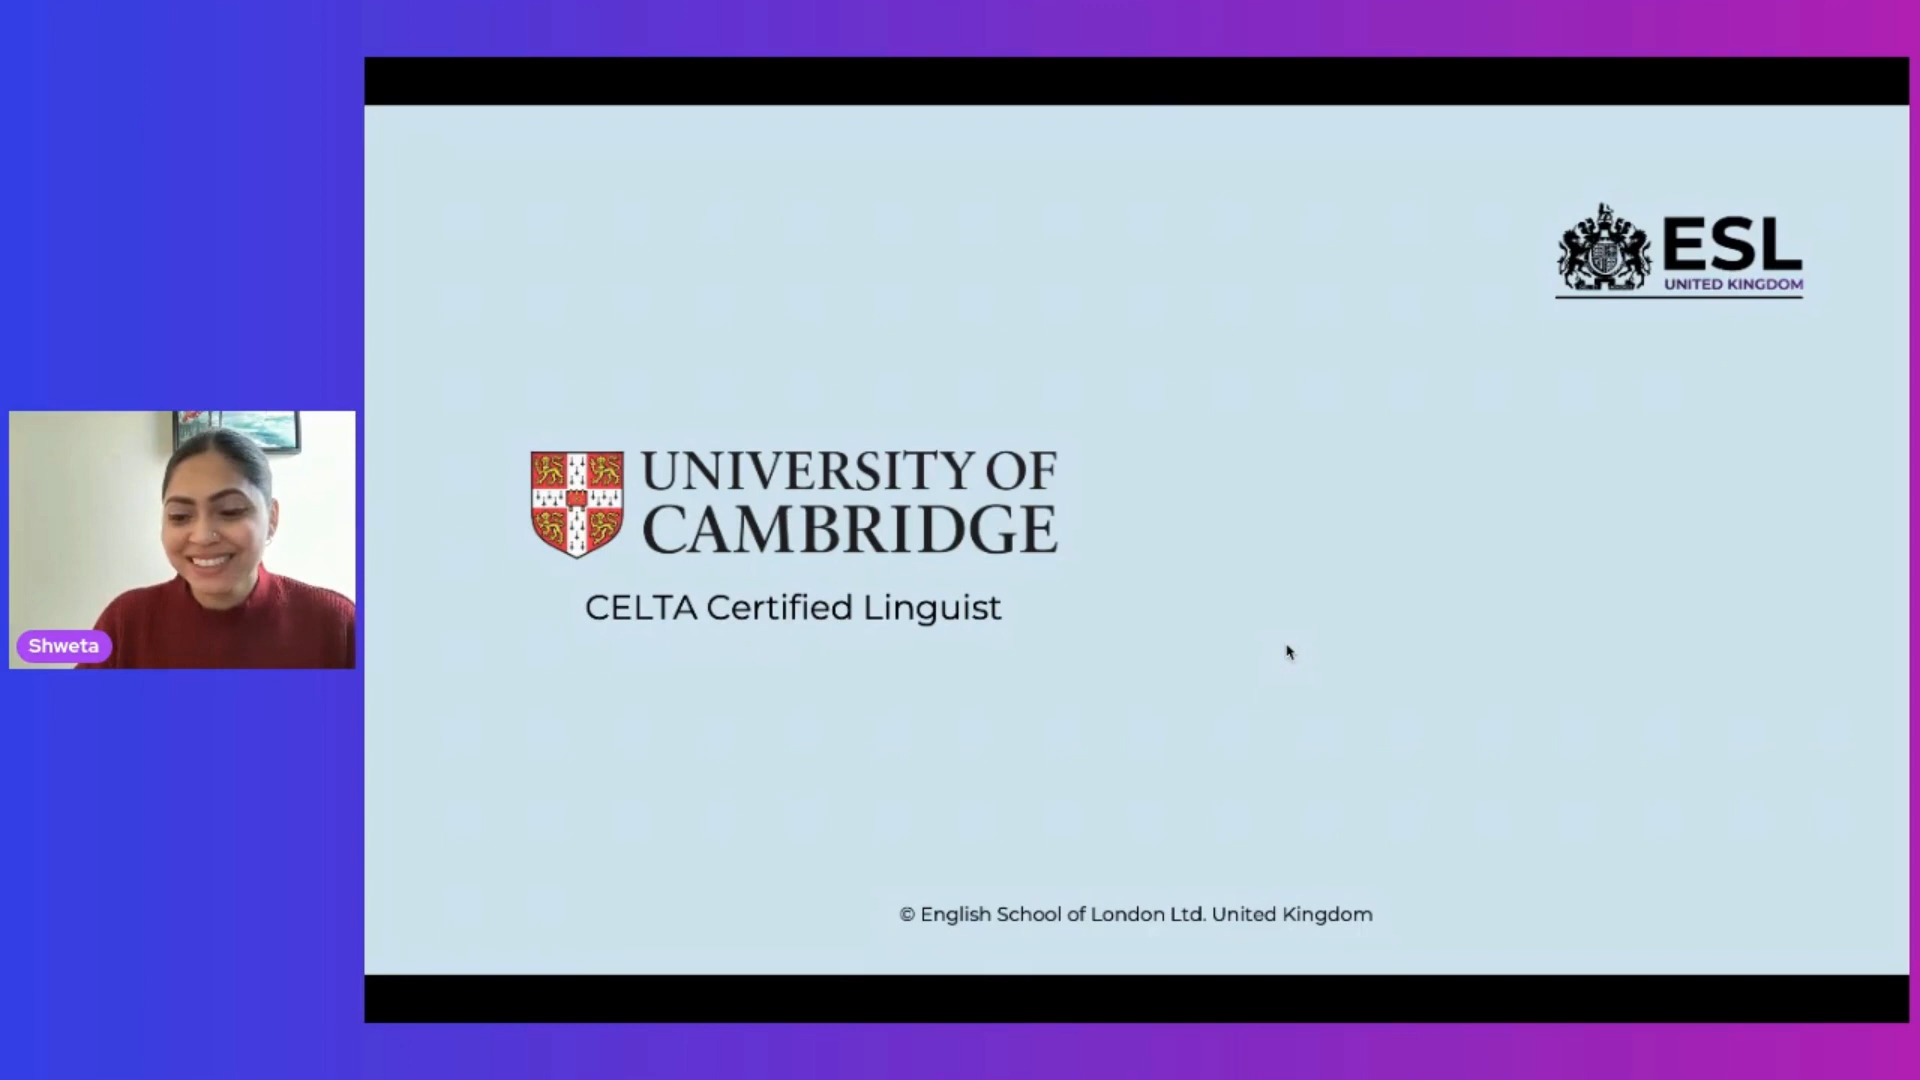 ESL
UNITED KINGDOM
UNIVERSITY OF
CAMBRIDGE
CELTA Certified Linguist
Shweta
© English School of London Ltd. United Kingdom